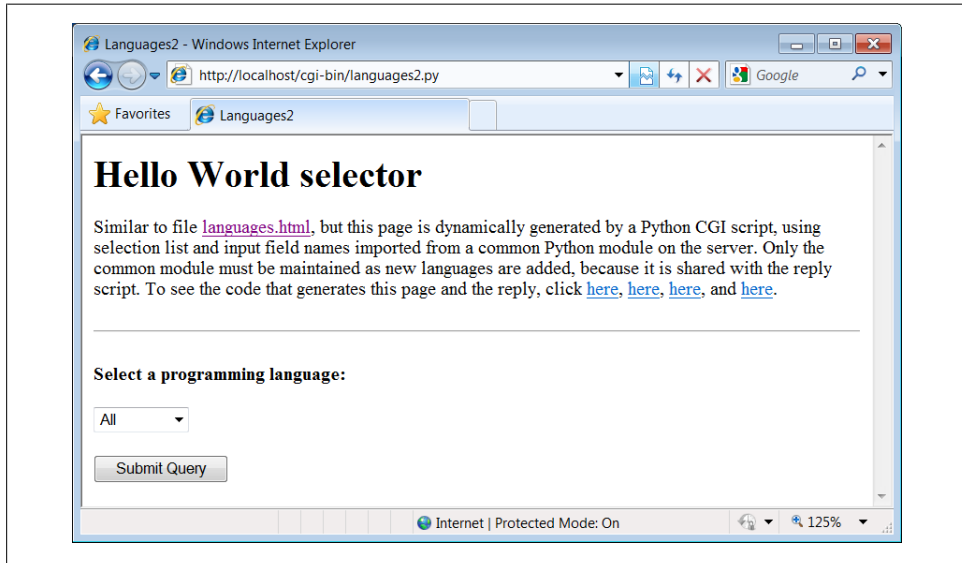 Languages2 - Windows Internet Explorer
http://localhost/cgi-bin/languages2.py
Google
Favorites
Languages2
Hello World selector
Similar to file languages.html, but this page is dynamically generated by a Python CGI script, using
selection list and input field names imported from a common Python module on the server. Only the
common module must be maintained as new languages are added, because it is shared with the reply
script. To see the code that generates this page and the reply, click here, here, here, and here.
Select a programming language:
All
Submit Query
Internet | Protected Mode: On
125%